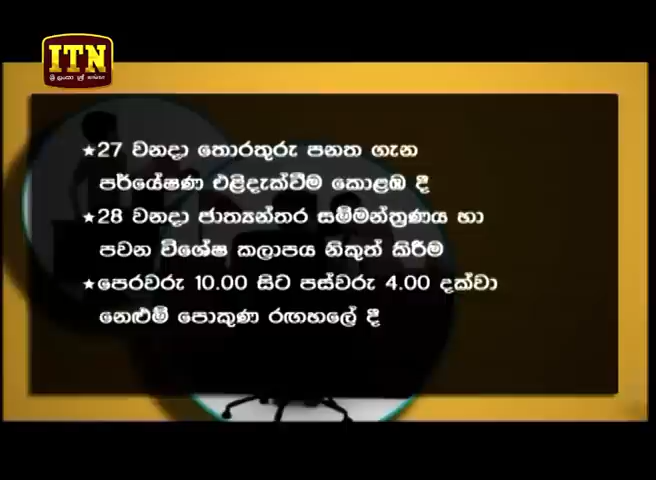 ITN
★27 වනදා තොරතුරු පනත ගැන
පර්යේෂණ එළිදැක්වීම කොළඹ දී
★28 වනදා ජාත්‍යන්තර සම්මන්ත්‍රණය හා
පවන විශේෂ කලාපය නිකුත් කිරීම
★පෙරවරු 10.00 සිට පස්වරු 4.00 දක්වා
නෙළුම් පොකුණ රඟහලේ දී